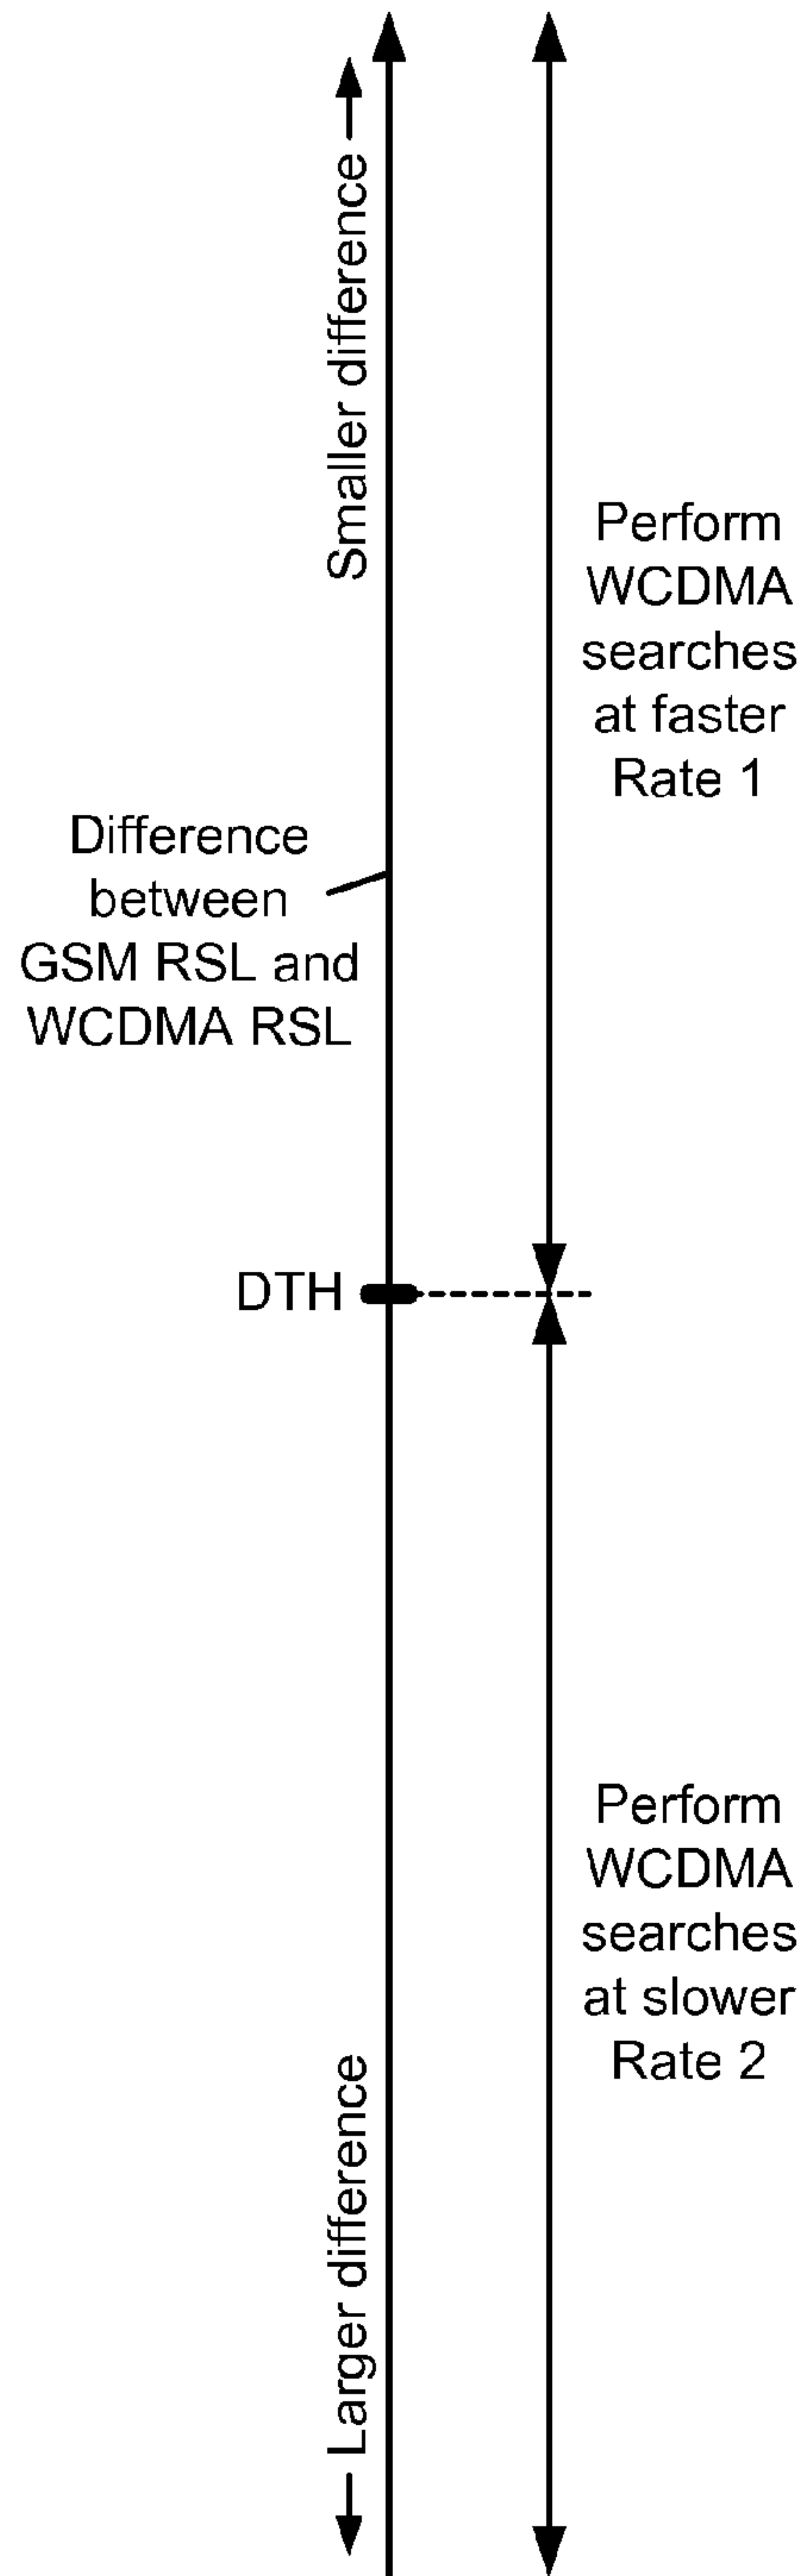 Smaller difference
Perform
WCDMA
searches
at faster
Rate 1
Difference
between
GSM RSL and
WCDMA RSL
DTH
Perform
WCDMA
searches
at slower
Rate 2
Larger difference